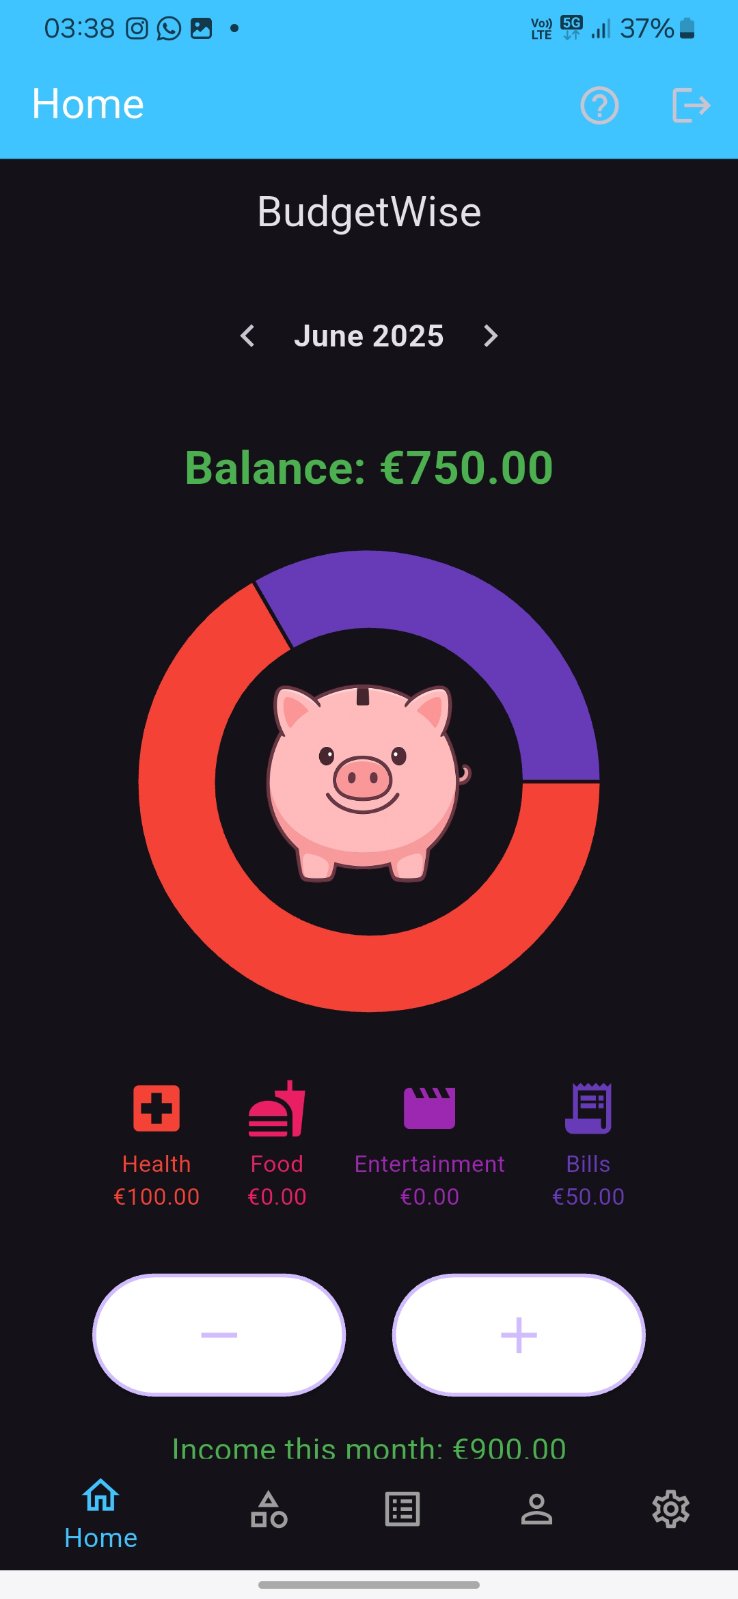 03:38 Vo)) LTE 5G 37%
Home
BudgetWise
June 2025
Balance: €750.00
Health Food Entertainment Bills
€100.00 €0.00 €0.00 €50.00
Income this month: €900.00
Home